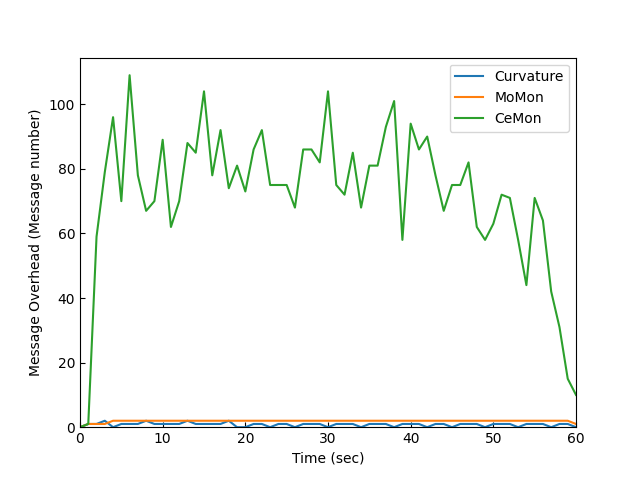 Curvature
MoMon
CeMon
Message Overhead (Message number)
100
80
60
40
20
0
0 10 20 30 40 50 60
Time (sec)